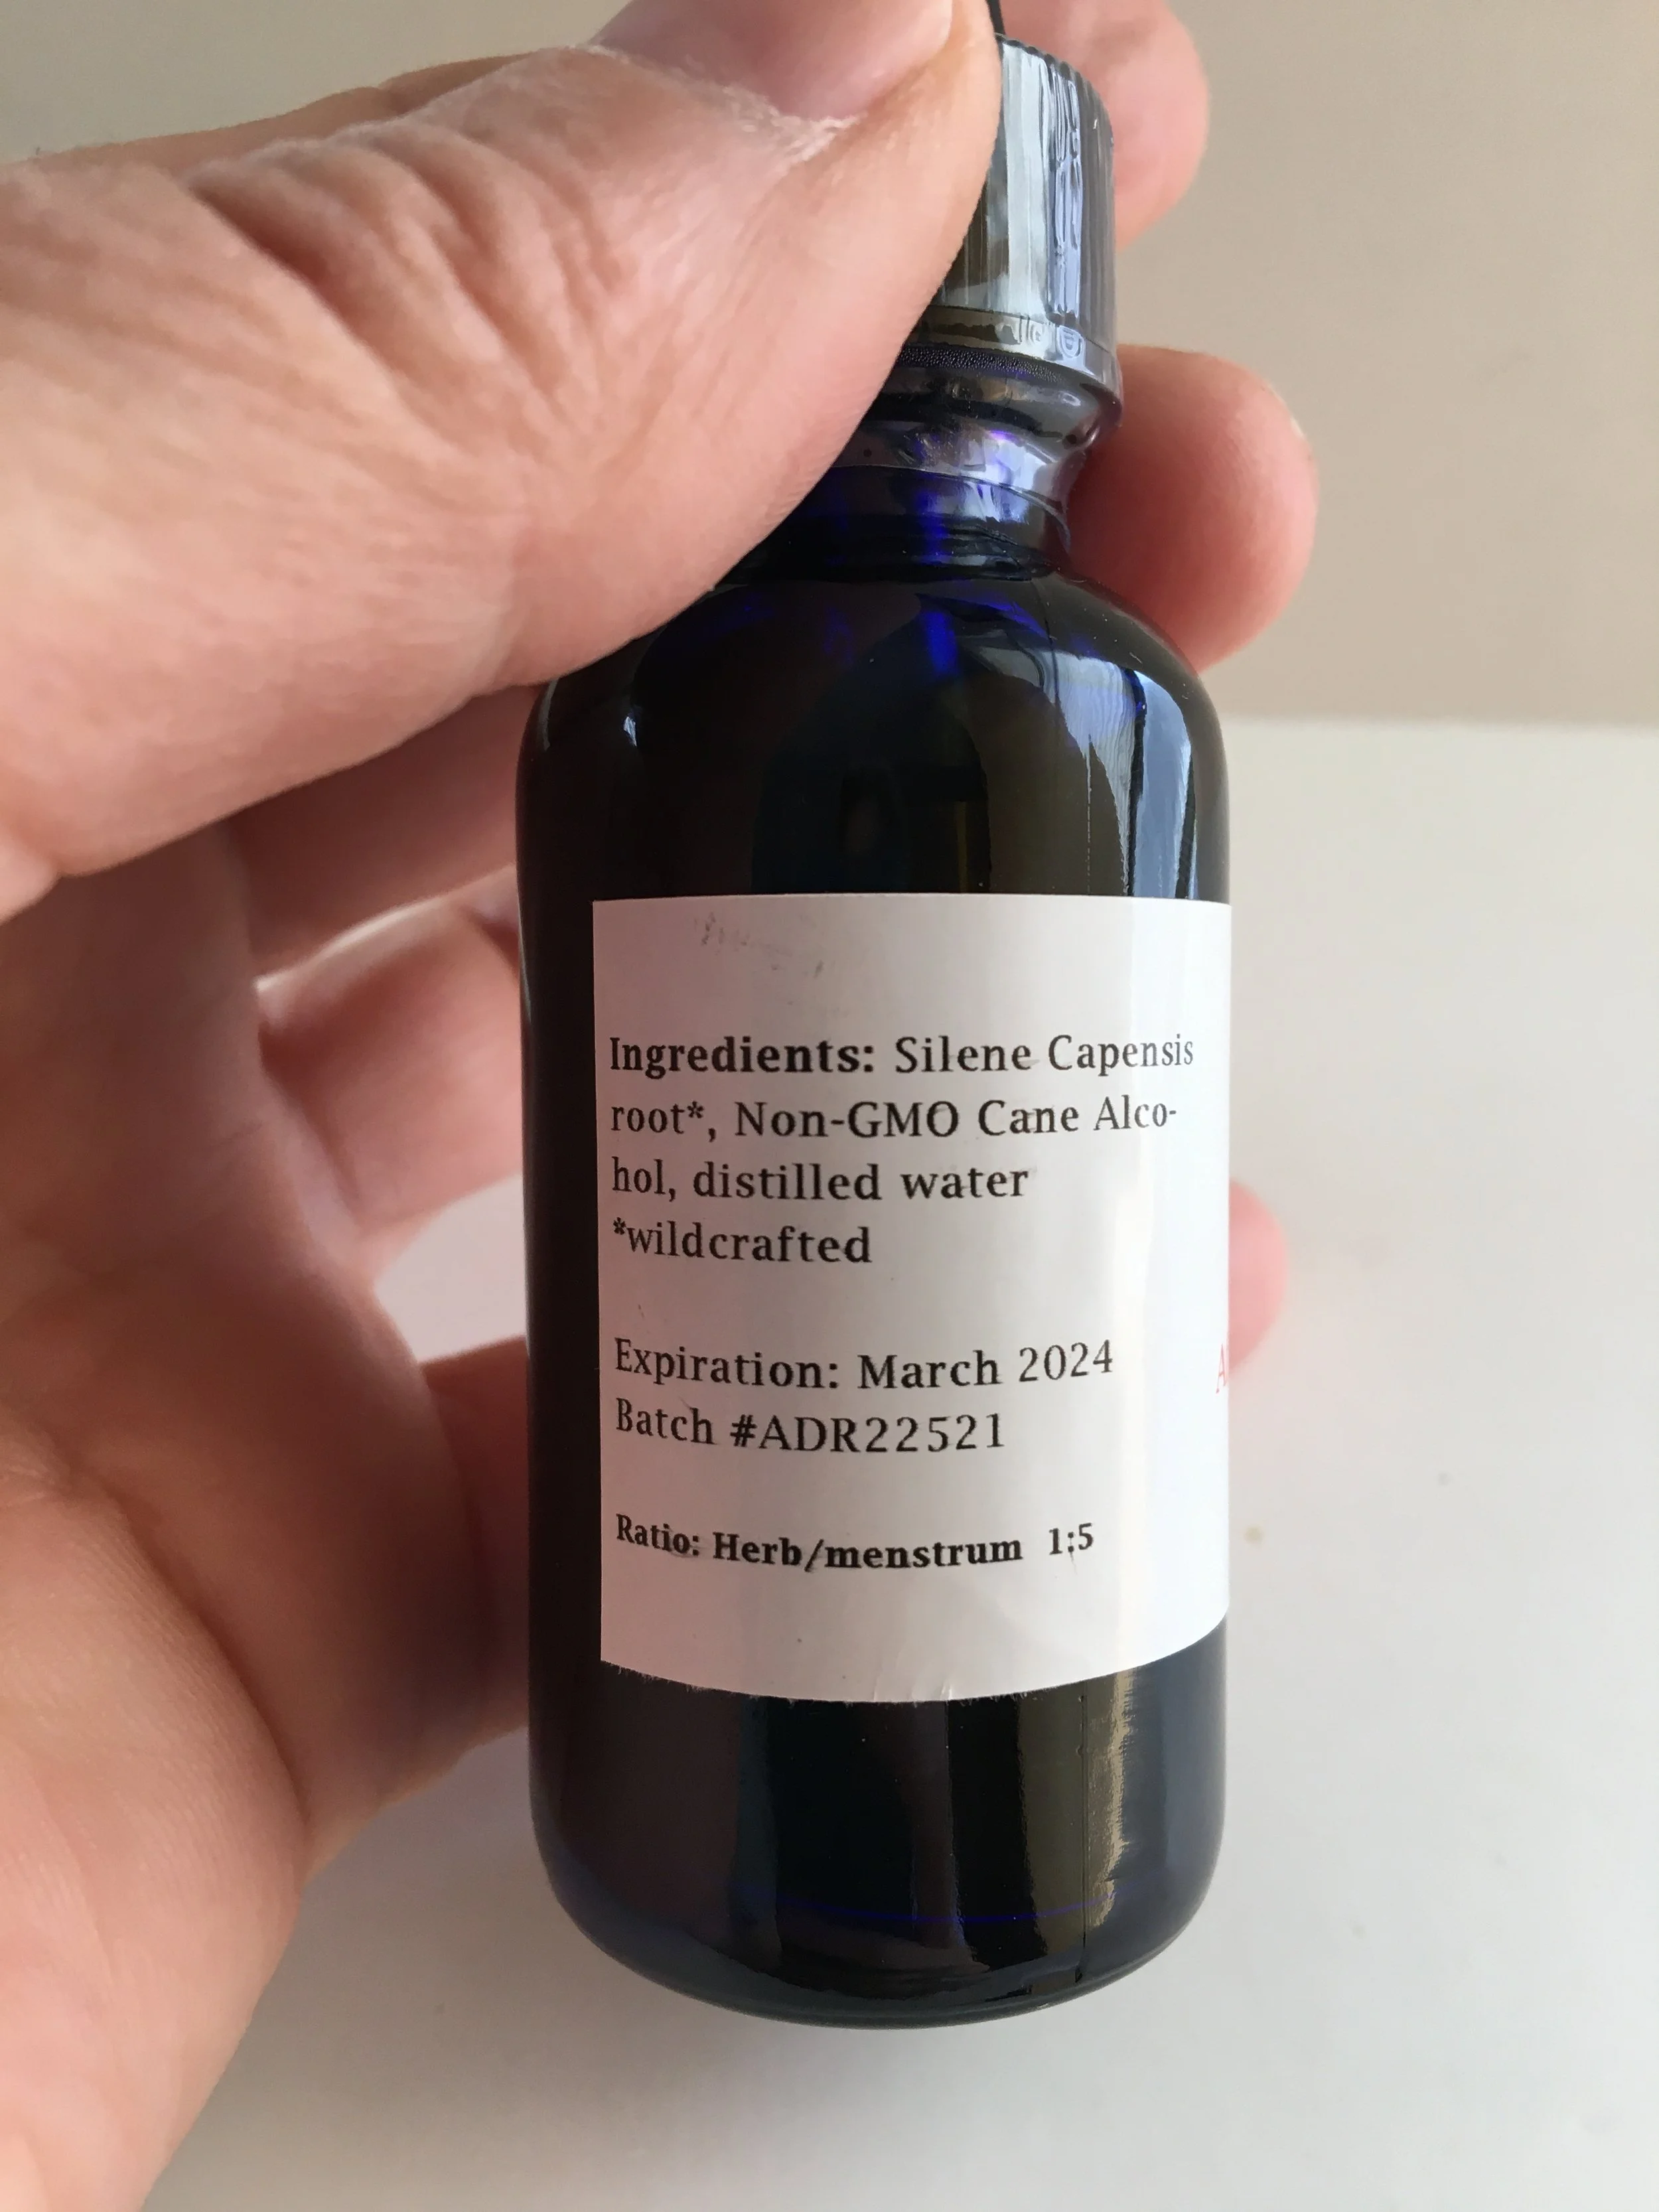 Ingredients: Silene Capensis
root*, Non-GMO Cane Alco-
hol, distilled water
*wildcrafted
Expiration: March 2024
Batch #ADR22521
Ratio: Herb/menstrum 1:5